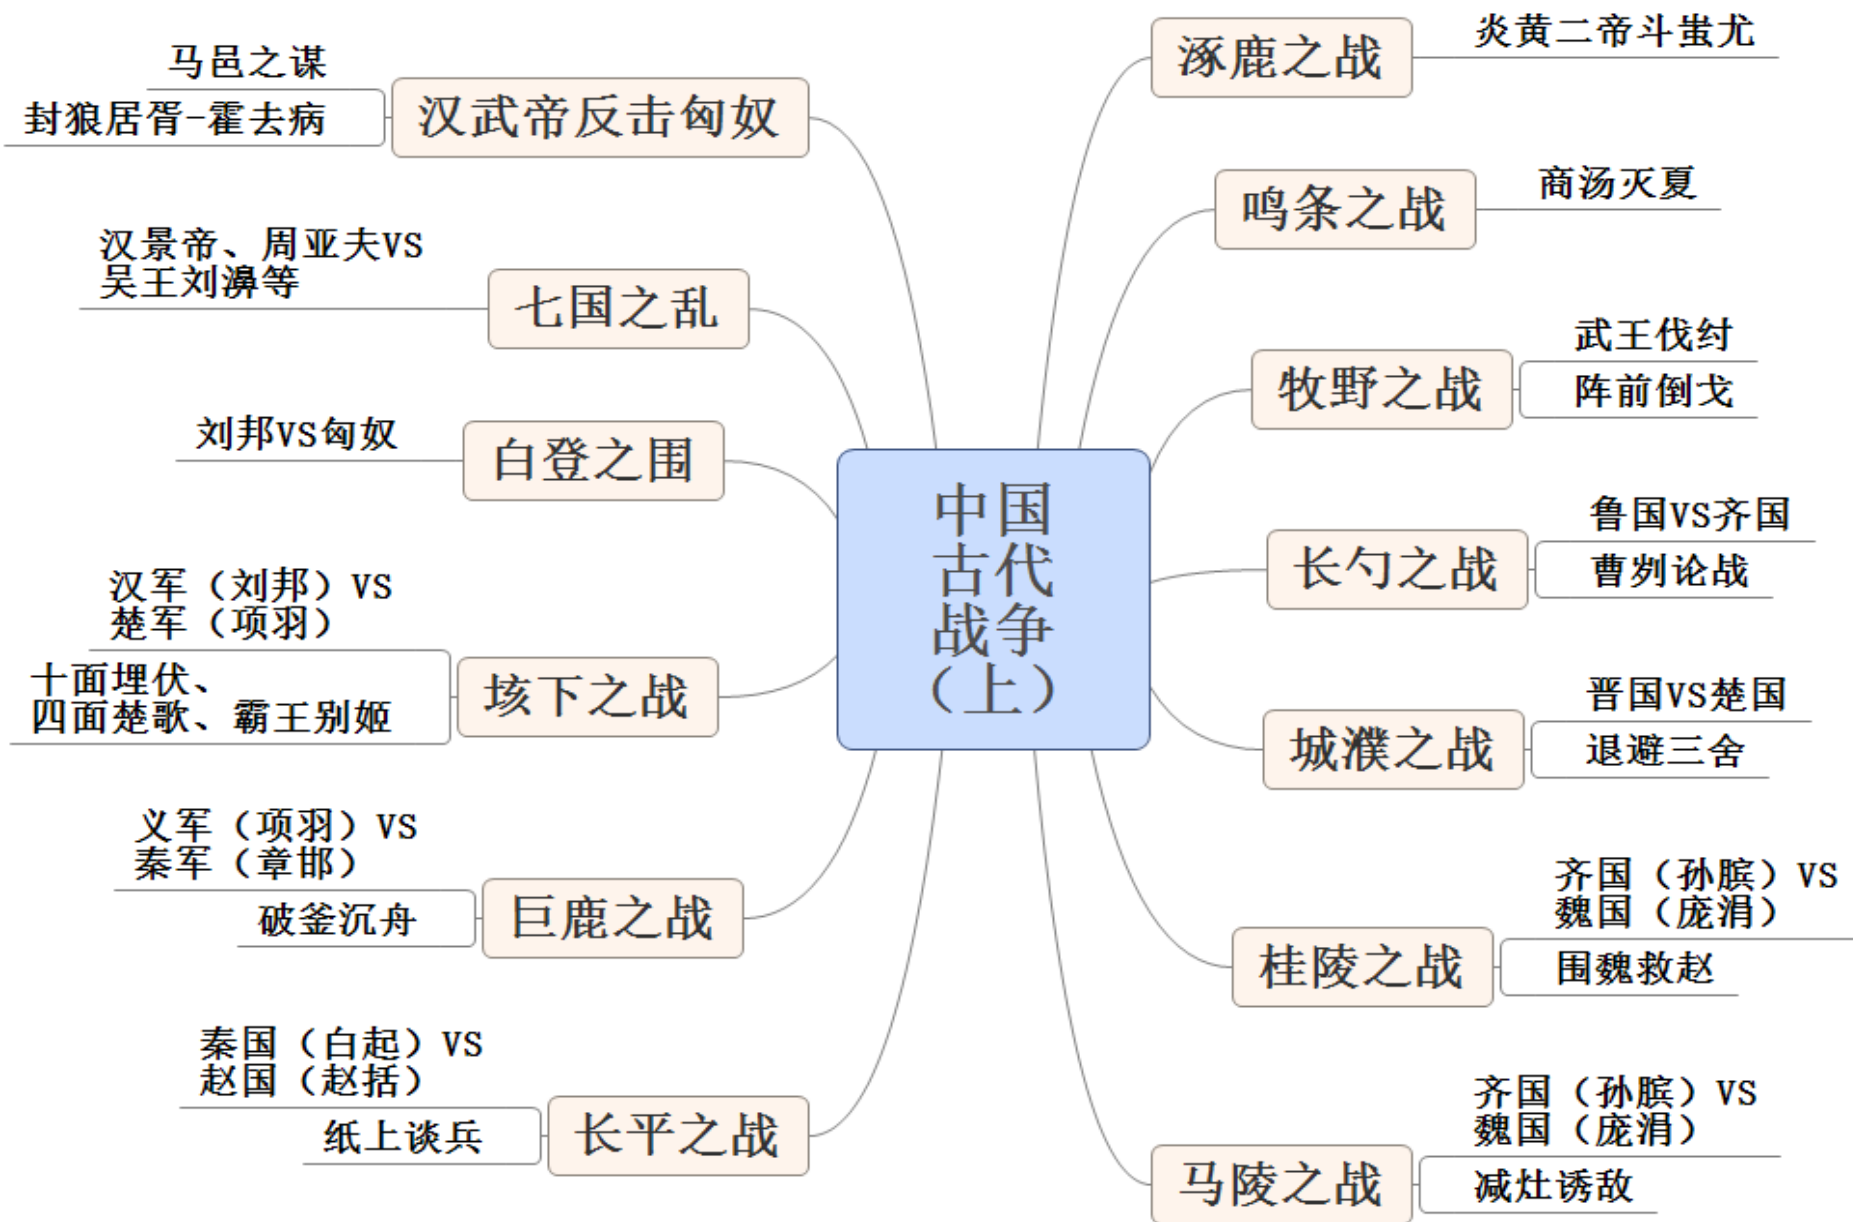 中国
古代
战争
（上）
涿鹿之战
炎黄二帝斗蚩尤
鸣条之战
商汤灭夏
牧野之战
武王伐纣
阵前倒戈
长勺之战
鲁国VS齐国
曹刿论战
城濮之战
晋国VS楚国
退避三舍
桂陵之战
齐国（孙膑）VS
魏国（庞涓）
围魏救赵
马陵之战
齐国（孙膑）VS
魏国（庞涓）
减灶诱敌
长平之战
秦国（白起）VS
赵国（赵括）
纸上谈兵
巨鹿之战
义军（项羽）VS
秦军（章邯）
破釜沉舟
垓下之战
汉军（刘邦）VS
楚军（项羽）
十面埋伏、
四面楚歌、霸王别姬
白登之围
刘邦VS匈奴
七国之乱
汉景帝、周亚夫VS
吴王刘濞等
汉武帝反击匈奴
马邑之谋
封狼居胥-霍去病